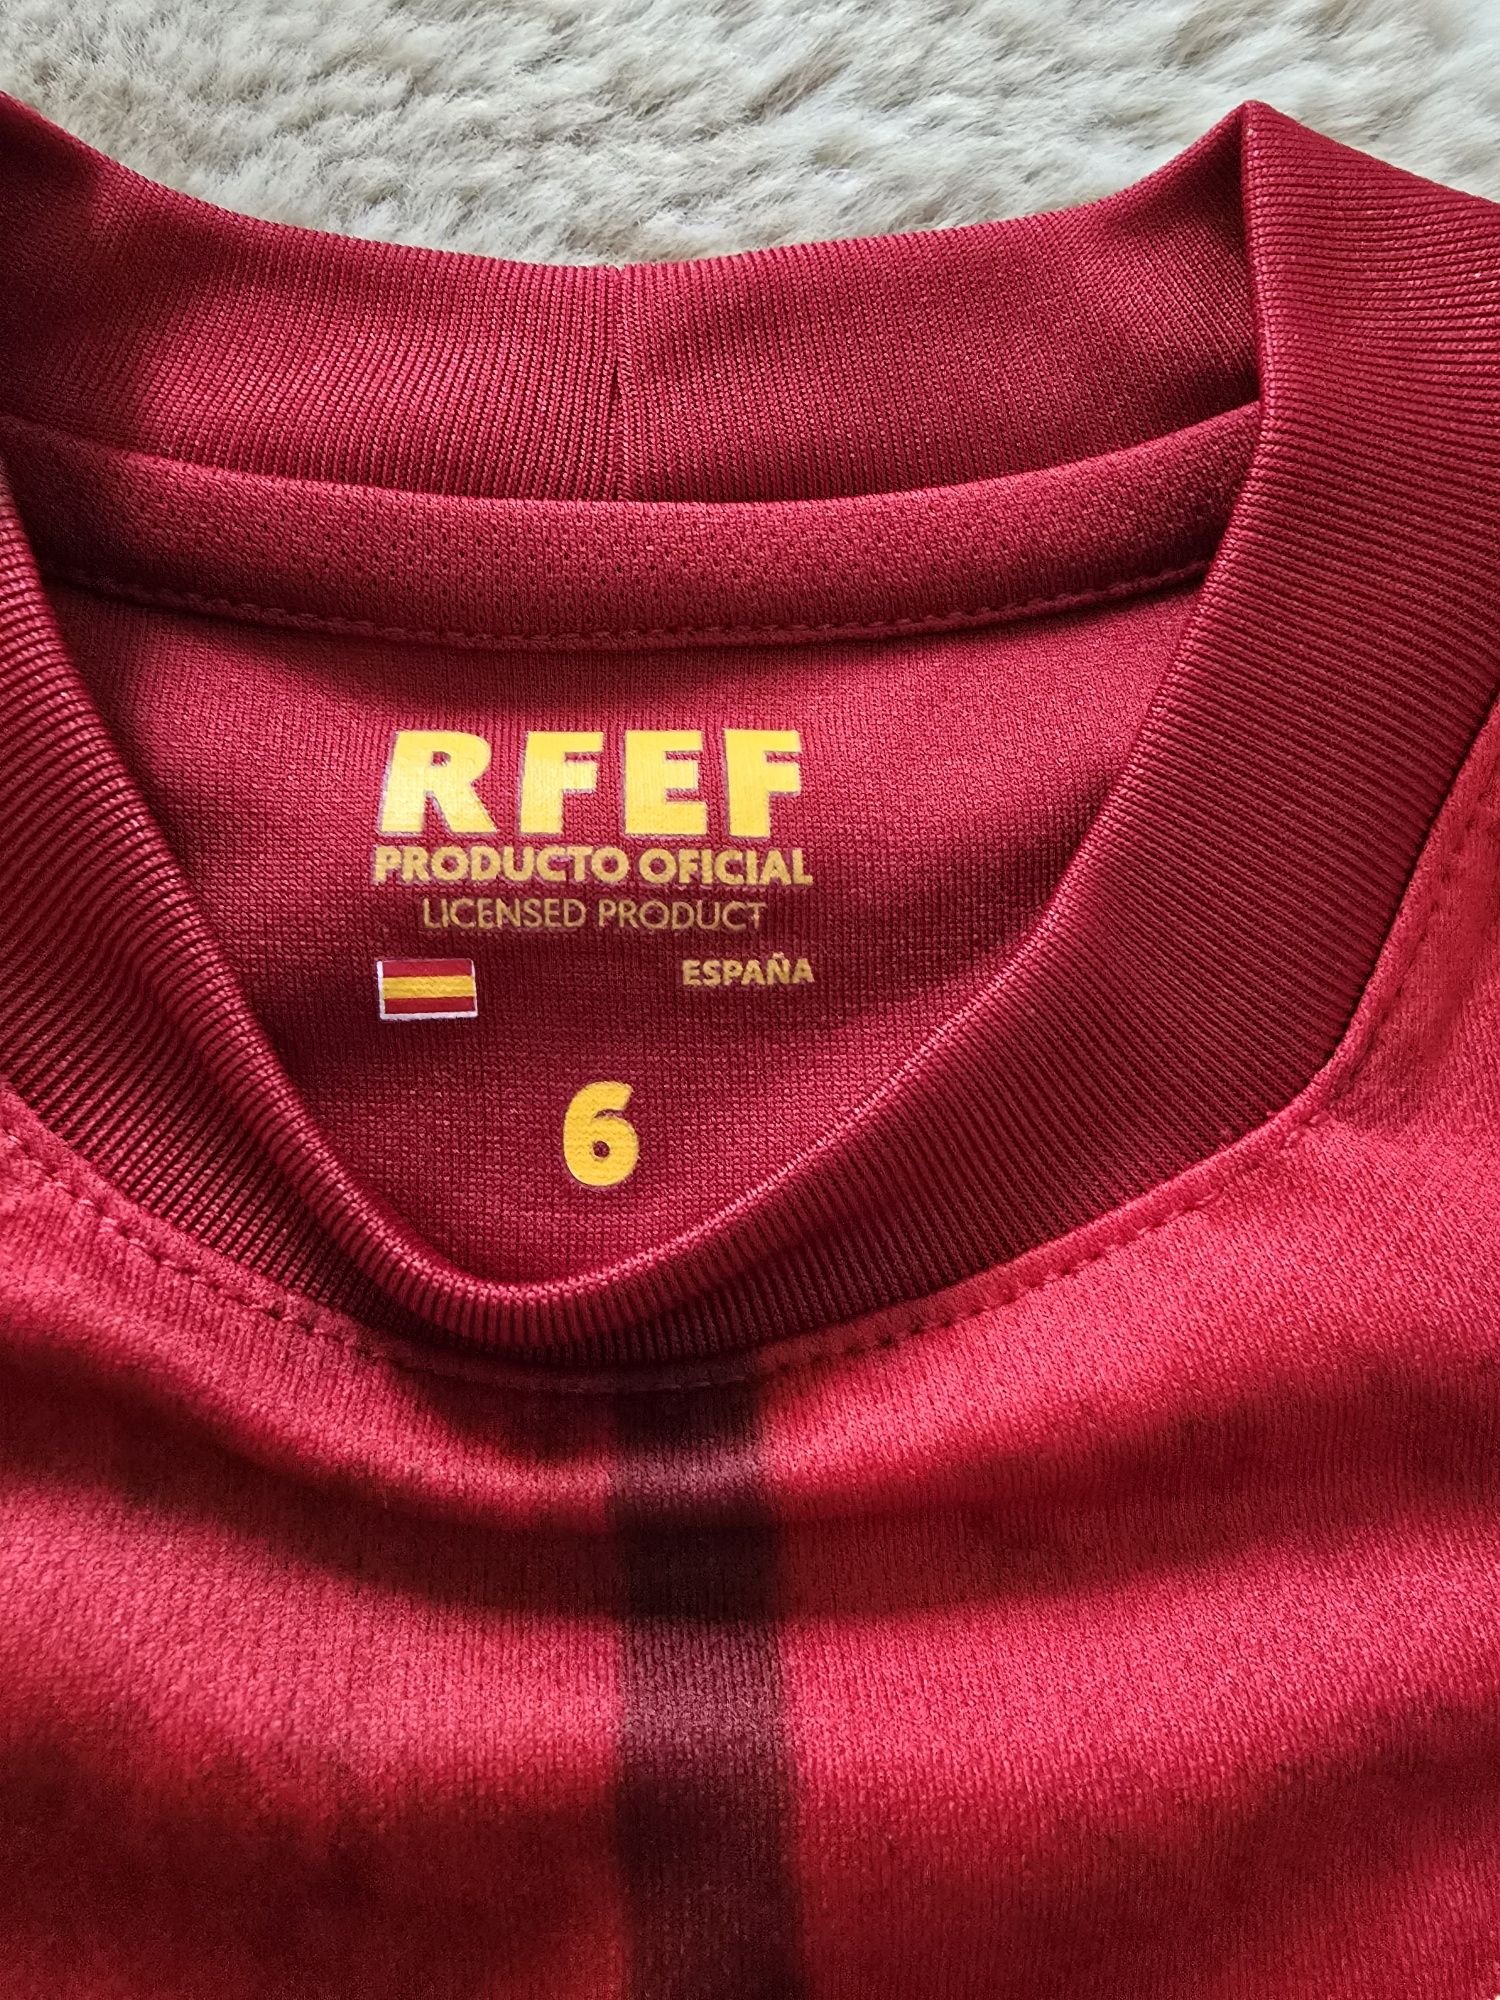 RFEF
PRODUCTO OFICIAL
LICENSED PRODUCT
ESPAÑA
6